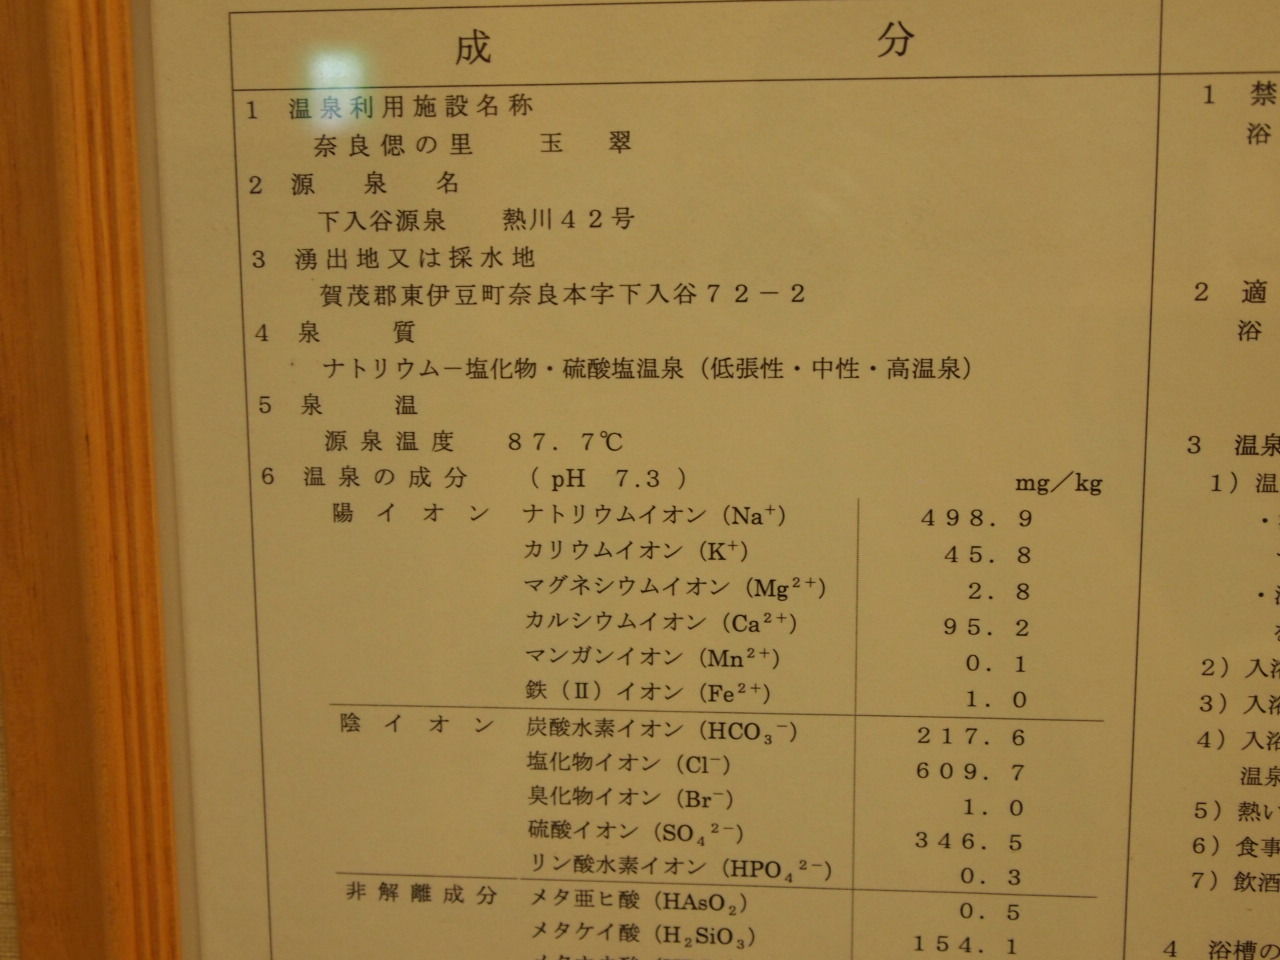 成 分
1 温泉利用施設名称
奈良偲の里 玉 翠
2 源 泉 名
下入谷源泉 熱川42号
3 湧出地又は採水地
賀茂郡東伊豆町奈良本字下入谷72-2
4 泉 質
ナトリウム-塩化物・硫酸塩温泉(低張性・中性・高温泉)
5 泉 温
源泉温度 87.7℃
6 温泉の成分 (pH 7.3) mg/kg
陽イオン ナトリウムイオン(Na⁺) 498.9
カリウムイオン(K⁺) 45.8
マグネシウムイオン(Mg²⁺) 2.8
カルシウムイオン(Ca²⁺) 95.2
マンガンイオン(Mn²⁺) 0.1
鉄(Ⅱ)イオン(Fe²⁺) 1.0
陰イオン 炭酸水素イオン(HCO₃⁻) 217.6
塩化物イオン(Cl⁻) 609.7
臭化物イオン(Br⁻) 1.0
硫酸イオン(SO₄²⁻) 346.5
リン酸水素イオン(HPO₄²⁻) 0.3
非解離成分 メタ亜ヒ酸(HAsO₂) 0.5
メタケイ酸(H₂SiO₃) 154.1
1 禁
浴
2 適
浴
3 温泉
1)温
2)入浴
3)入浴
4)入浴
温泉
5)熱い
6)食事
7)飲酒
4 浴槽の